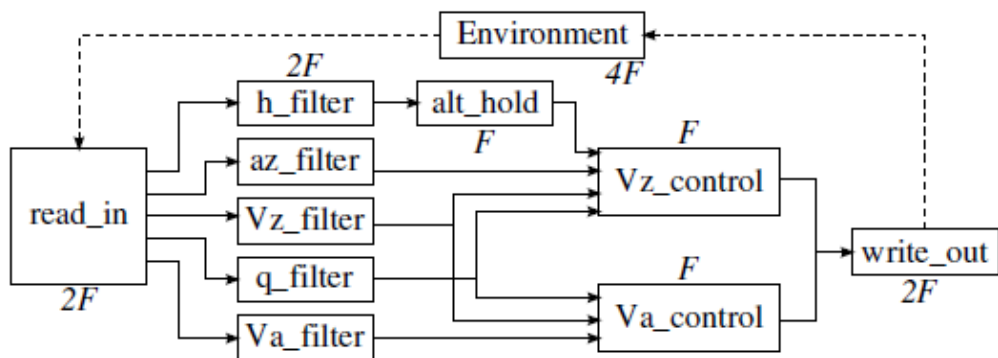 Environment
4F
2F
h_filter
alt_hold
F
az_filter
F
Vz_control
read_in
Vz_filter
write_out
2F
q_filter
F
2F
Va_control
Va_filter